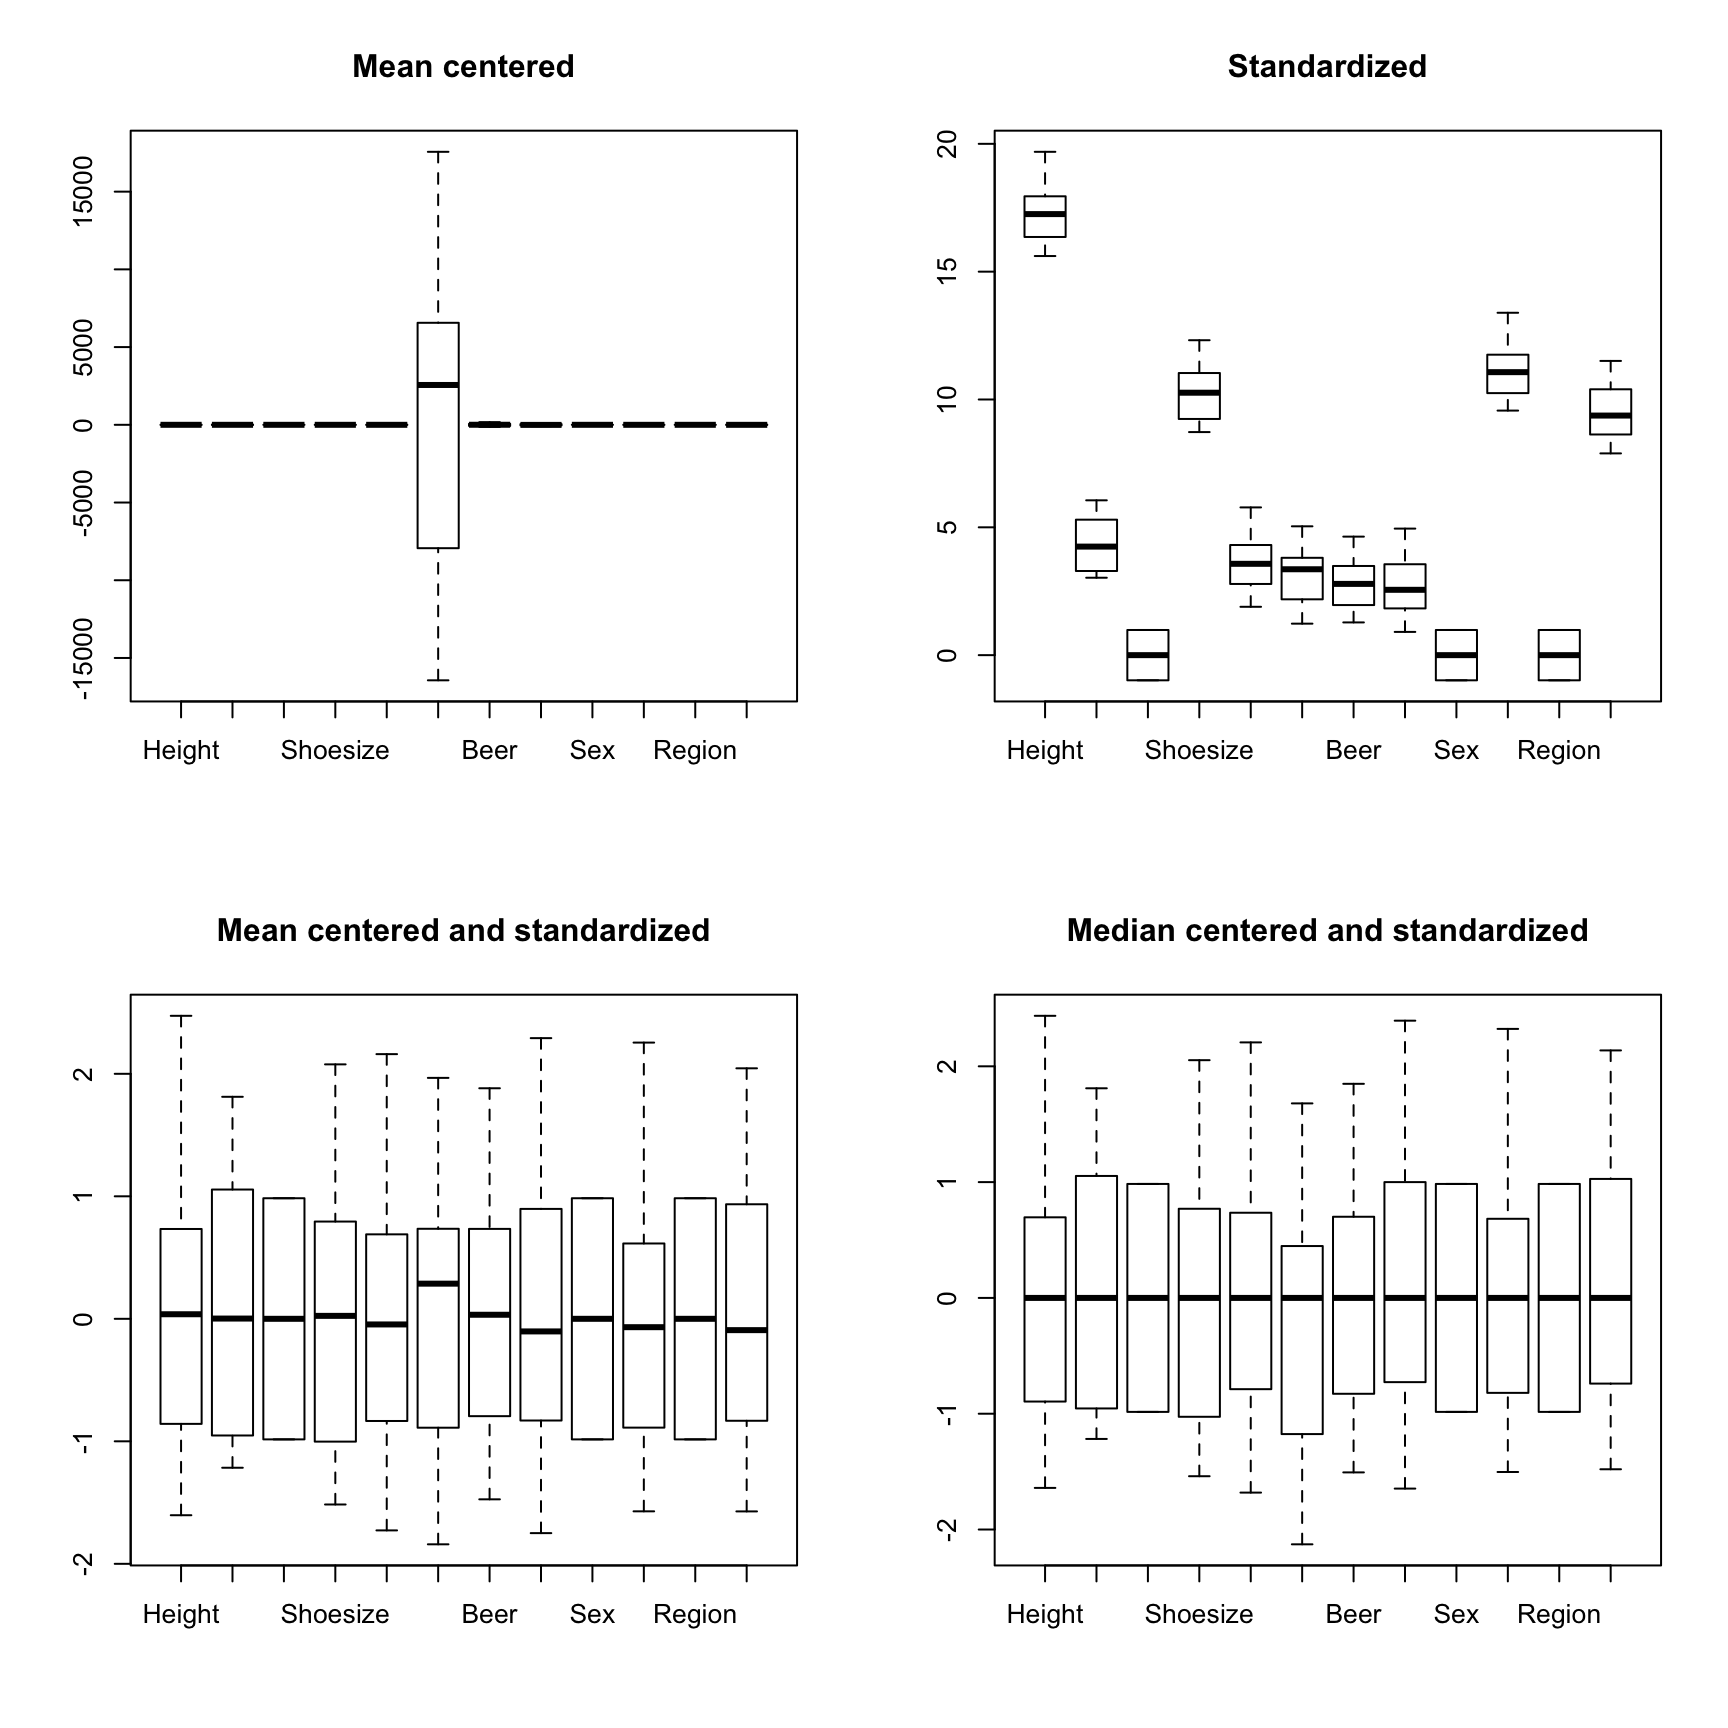 Mean centered
15000
5000
0
-5000
-15000
Height Shoesize Beer Sex Region
Standardized
20
15
10
5
0
Height Shoesize Beer Sex Region
Mean centered and standardized
2
1
0
-1
-2
Height Shoesize Beer Sex Region
Median centered and standardized
2
1
0
-1
-2
Height Shoesize Beer Sex Region